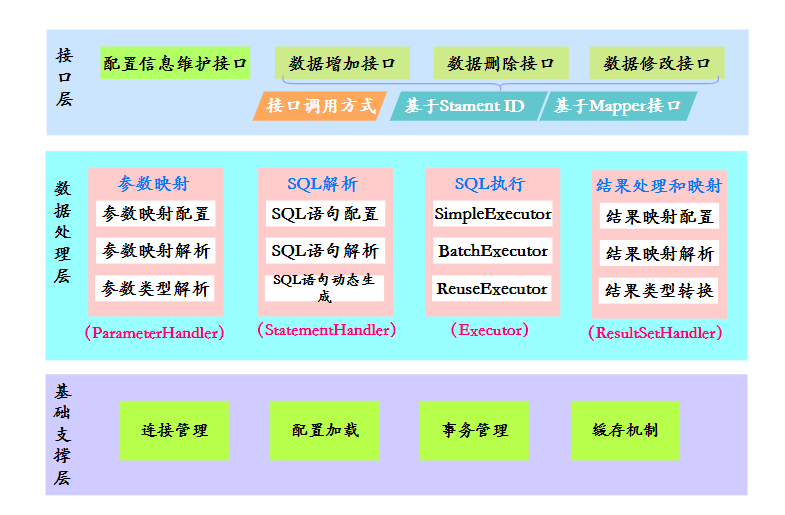 接口层
配置信息维护接口
数据增加接口
数据删除接口
数据修改接口
接口调用方式
基于Stament ID
基于Mapper接口
数据处理层
参数映射
参数映射配置
参数映射解析
参数类型解析
(ParameterHandler)
SQL解析
SQL语句配置
SQL语句解析
SQL语句动态生
成
(StatementHandler)
SQL执行
SimpleExecutor
BatchExecutor
ReuseExecutor
(Executor)
结果处理和映射
结果映射配置
结果映射解析
结果类型转换
(ResultSetHandler)
基础支撑层
连接管理
配置加载
事务管理
缓存机制